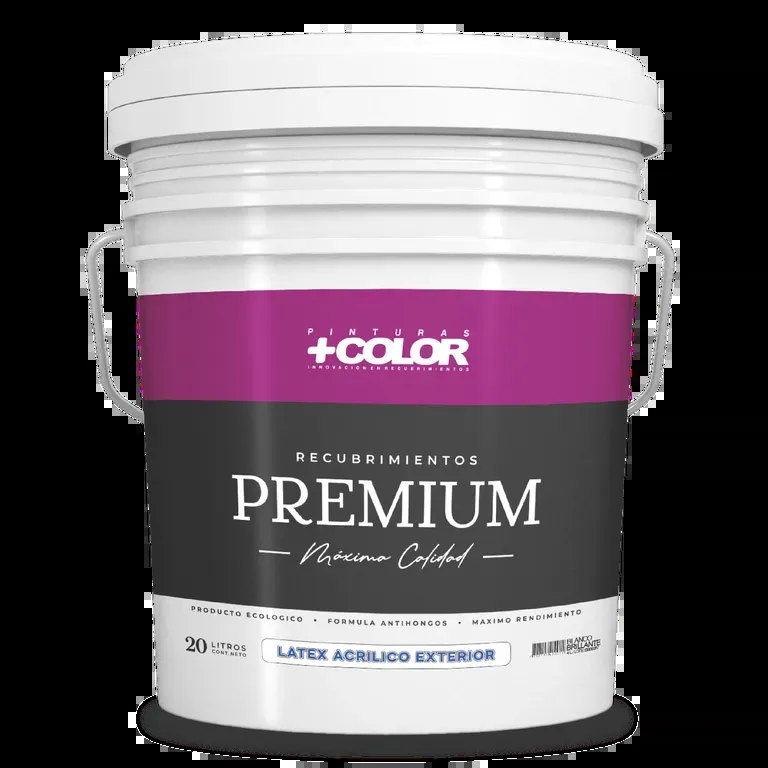 PINTURAS
+COLOR
INNOVACION EN RECUBRIMIENTOS
RECUBRIMIENTOS
PREMIUM
Máxima Calidad
PRODUCTO ECOLOGICO • FORMULA ANTIHONGOS • MAXIMO RENDIMIENTO
20 LITROS
CONT. NETO
LATEX ACRILICO EXTERIOR
BLANCO
BRILLANTE